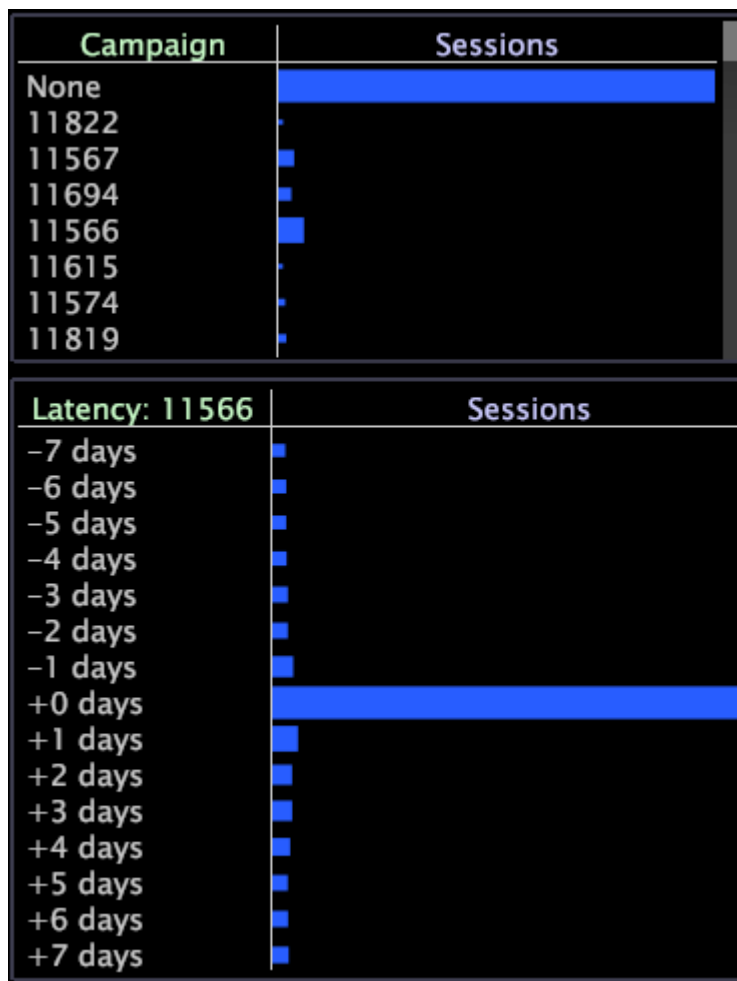 Campaign Sessions
None
11822
11567
11694
11566
11615
11574
11819
Latency: 11566 Sessions
−7 days
−6 days
−5 days
−4 days
−3 days
−2 days
−1 days
+0 days
+1 days
+2 days
+3 days
+4 days
+5 days
+6 days
+7 days